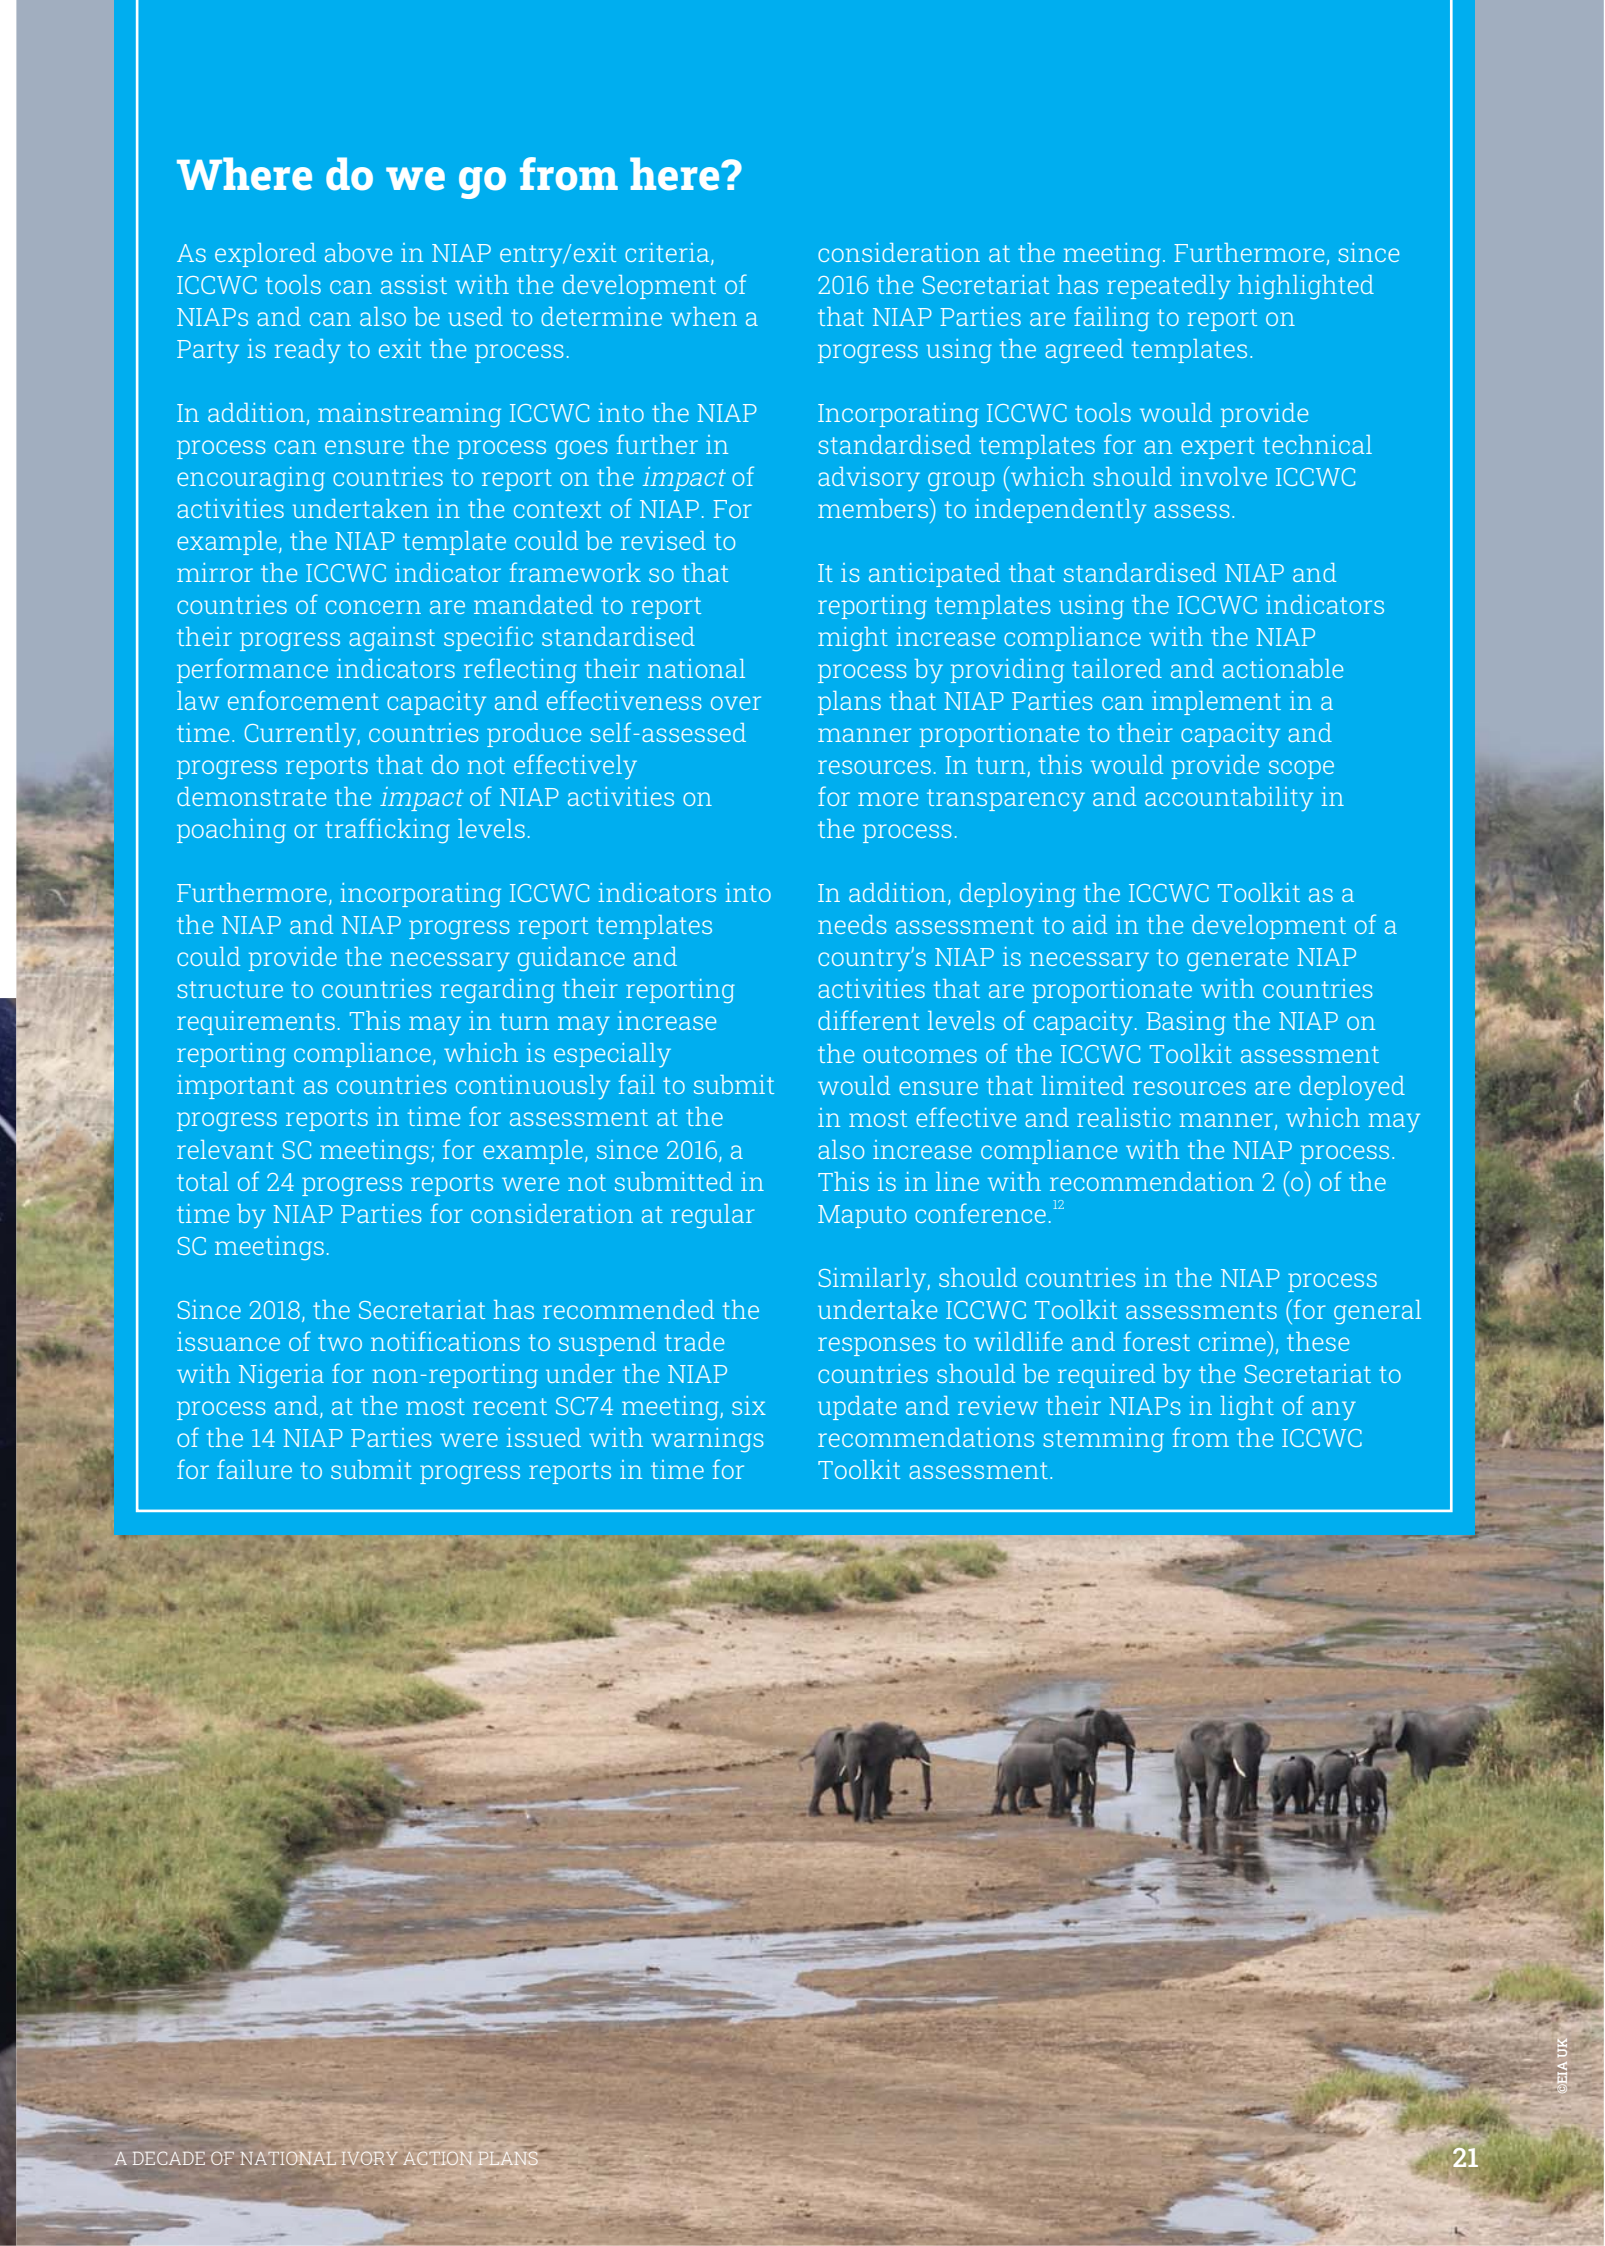 Where do we go from here?
As explored above in NIAP entry/exit criteria,
ICCWC tools can assist with the development of
NIAPs and can also be used to determine when a
Party is ready to exit the process.
In addition, mainstreaming ICCWC into the NIAP
process can ensure the process goes further in
encouraging countries to report on the impact of
activities undertaken in the context of NIAP. For
example, the NIAP template could be revised to
mirror the ICCWC indicator framework so that
countries of concern are mandated to report
their progress against specific standardised
performance indicators reflecting their national
law enforcement capacity and effectiveness over
time. Currently, countries produce self-assessed
progress reports that do not effectively
demonstrate the impact of NIAP activities on
poaching or trafficking levels.
Furthermore, incorporating ICCWC indicators into
the NIAP and NIAP progress report templates
could provide the necessary guidance and
structure to countries regarding their reporting
requirements. This may in turn may increase
reporting compliance, which is especially
important as countries continuously fail to submit
progress reports in time for assessment at the
relevant SC meetings; for example, since 2016, a
total of 24 progress reports were not submitted in
time by NIAP Parties for consideration at regular
SC meetings.
Since 2018, the Secretariat has recommended the
issuance of two notifications to suspend trade
with Nigeria for non-reporting under the NIAP
process and, at the most recent SC74 meeting, six
of the 14 NIAP Parties were issued with warnings
for failure to submit progress reports in time for
consideration at the meeting. Furthermore, since
2016 the Secretariat has repeatedly highlighted
that NIAP Parties are failing to report on
progress using the agreed templates.
Incorporating ICCWC tools would provide
standardised templates for an expert technical
advisory group (which should involve ICCWC
members) to independently assess.
It is anticipated that standardised NIAP and
reporting templates using the ICCWC indicators
might increase compliance with the NIAP
process by providing tailored and actionable
plans that NIAP Parties can implement in a
manner proportionate to their capacity and
resources. In turn, this would provide scope
for more transparency and accountability in
the process.
In addition, deploying the ICCWC Toolkit as a
needs assessment to aid in the development of a
country's NIAP is necessary to generate NIAP
activities that are proportionate with countries
different levels of capacity. Basing the NIAP on
the outcomes of the ICCWC Toolkit assessment
would ensure that limited resources are deployed
in most effective and realistic manner, which may
also increase compliance with the NIAP process.
This is in line with recommendation 2 (o) of the
Maputo conference.12
Similarly, should countries in the NIAP process
undertake ICCWC Toolkit assessments (for general
responses to wildlife and forest crime), these
countries should be required by the Secretariat to
update and review their NIAPs in light of any
recommendations stemming from the ICCWC
Toolkit assessment.
©EIA UK
A DECADE OF NATIONAL IVORY ACTION PLANS
21